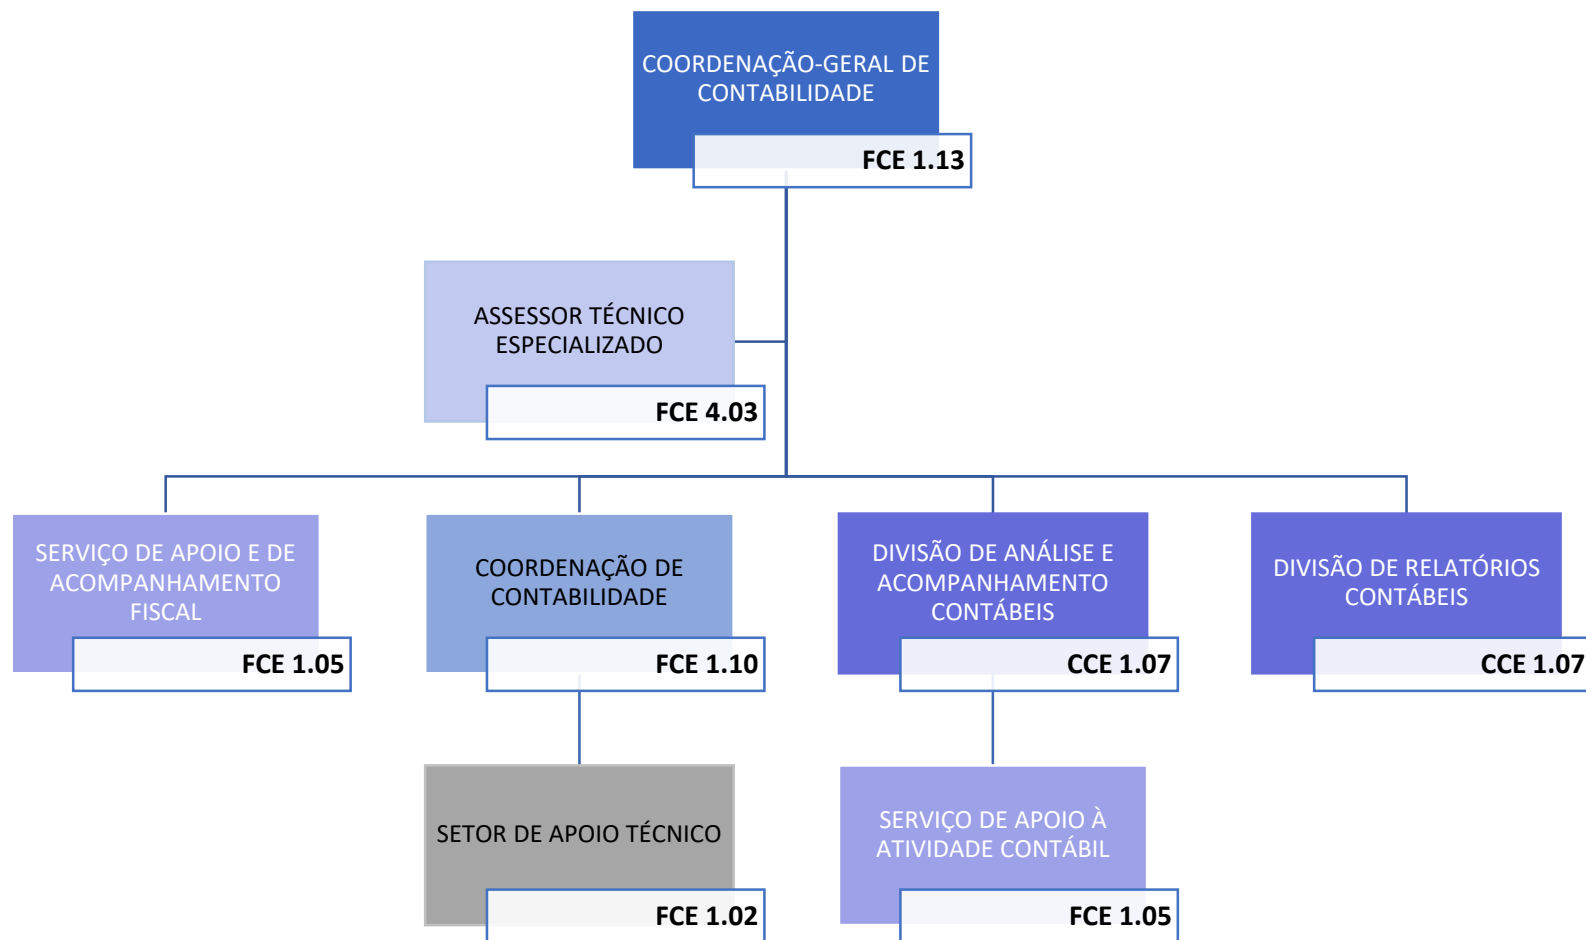 COORDENAÇÃO-GERAL DE
CONTABILIDADE
FCE 1.13
ASSESSOR TÉCNICO
ESPECIALIZADO
FCE 4.03
SERVIÇO DE APOIO E DE
ACOMPANHAMENTO
FISCAL
FCE 1.05
COORDENAÇÃO DE
CONTABILIDADE
FCE 1.10
DIVISÃO DE ANÁLISE E
ACOMPANHAMENTO
CONTÁBEIS
CCE 1.07
DIVISÃO DE RELATÓRIOS
CONTÁBEIS
CCE 1.07
SETOR DE APOIO TÉCNICO
FCE 1.02
SERVIÇO DE APOIO À
ATIVIDADE CONTÁBIL
FCE 1.05